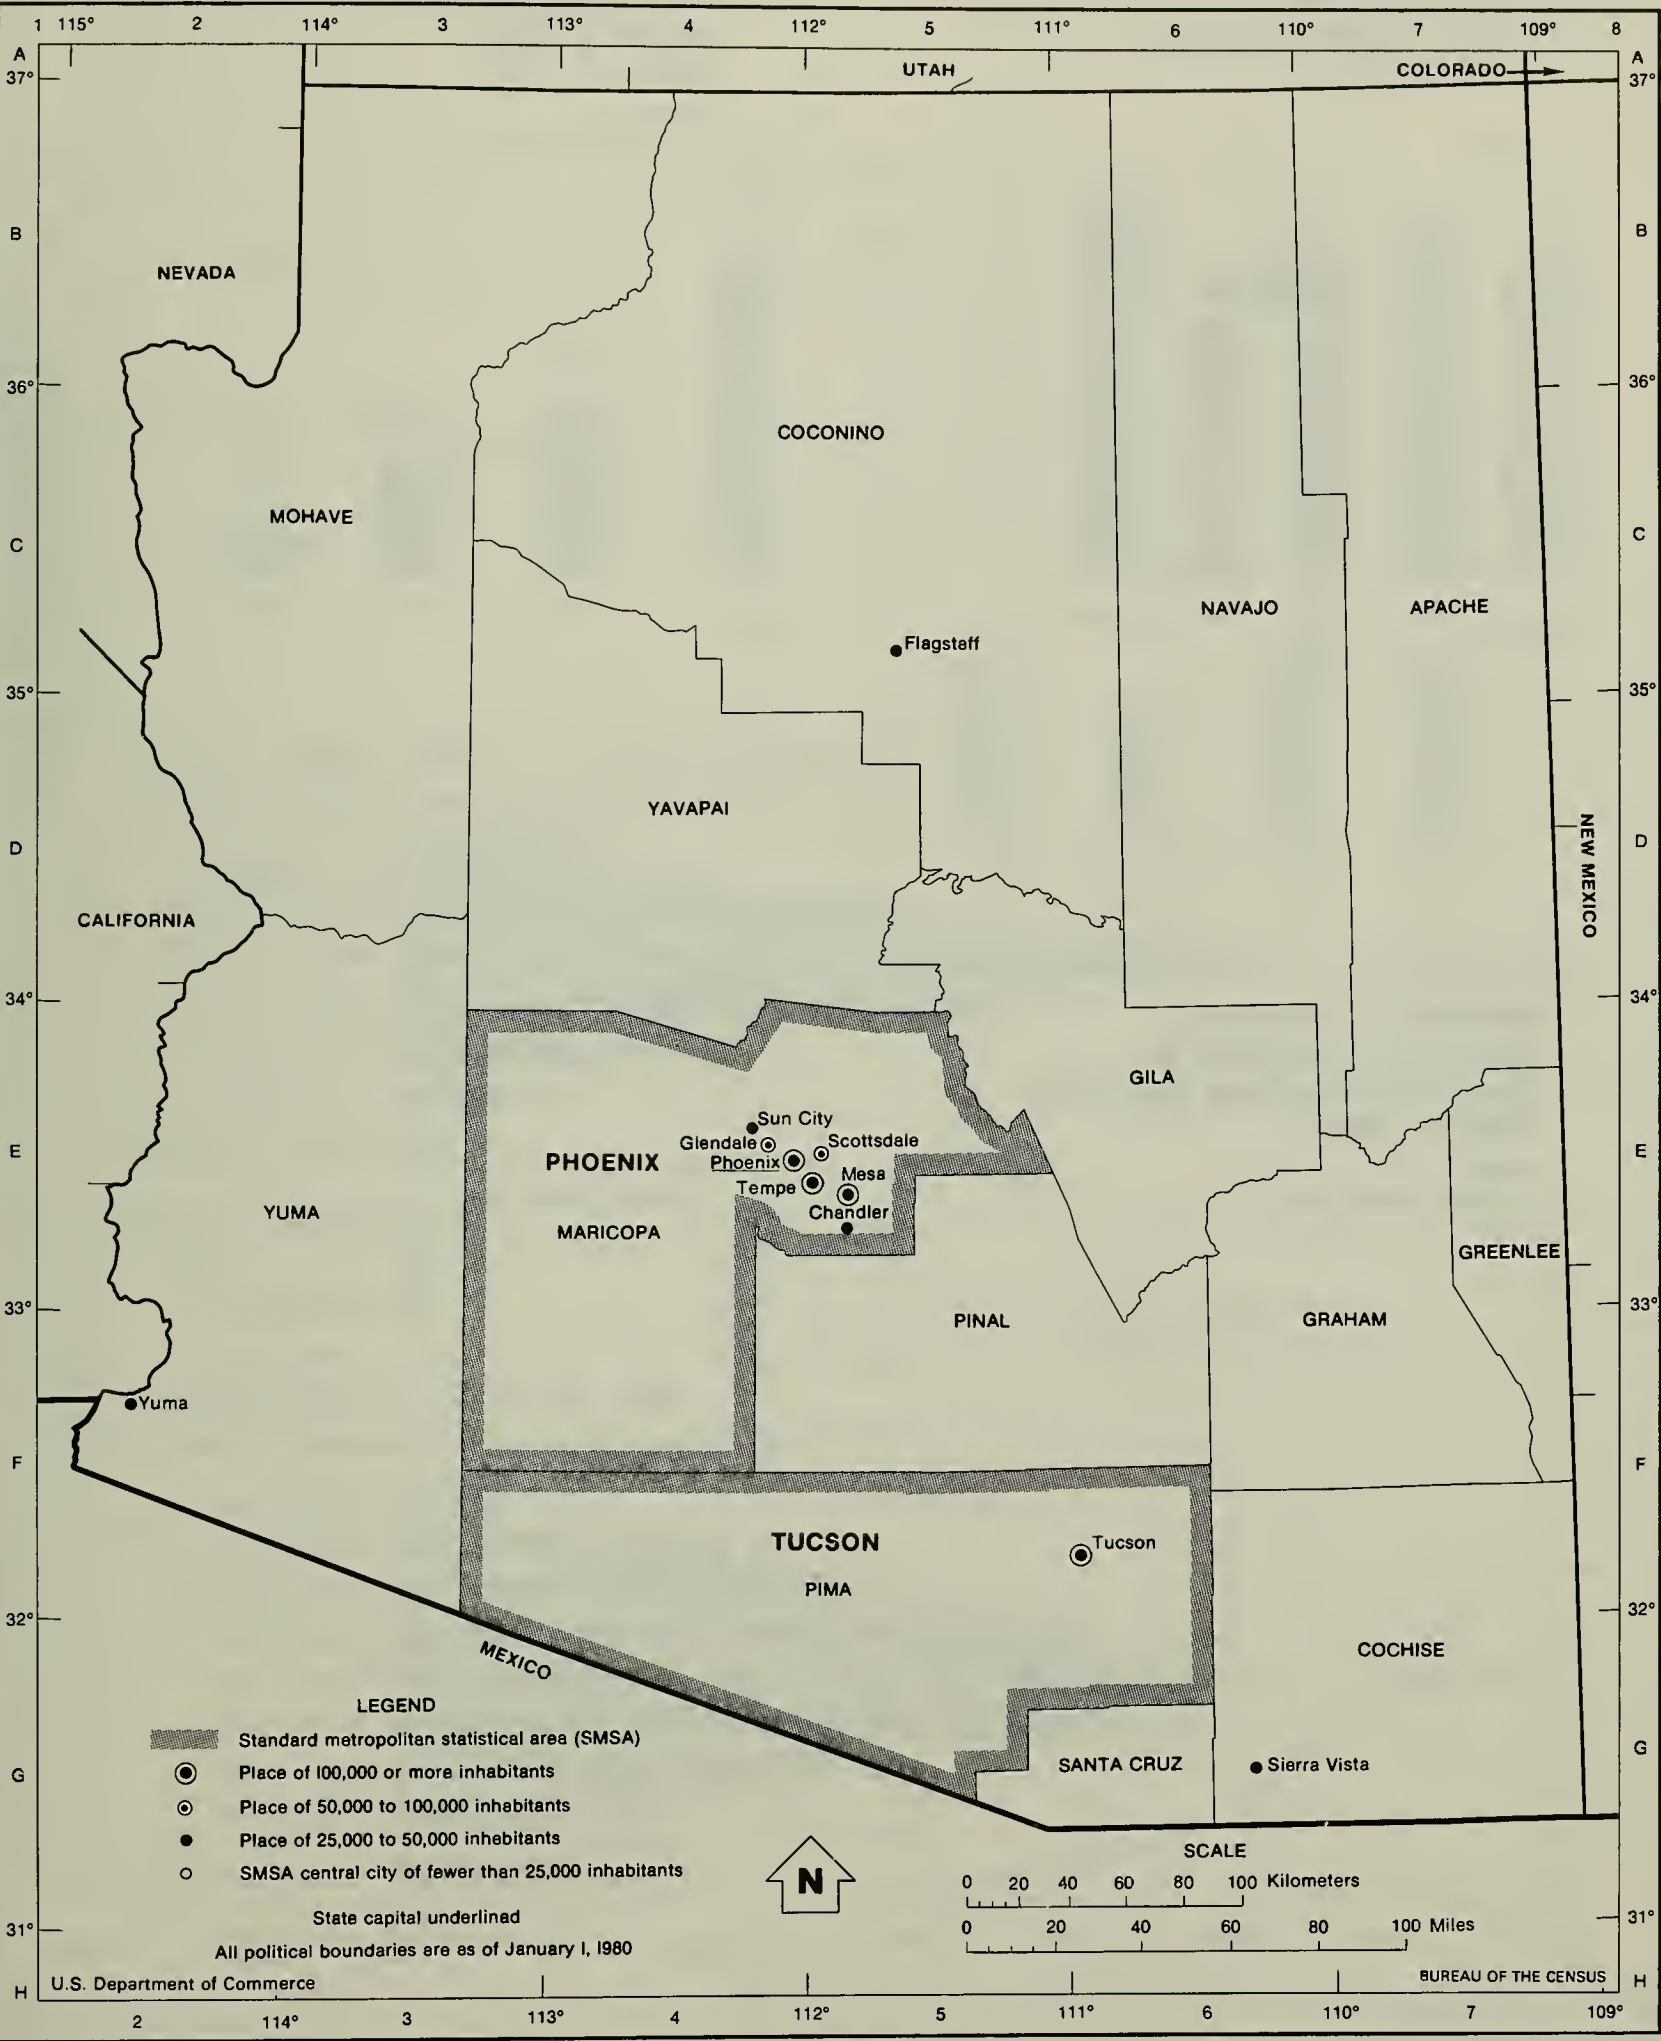 1 115° 2 114° 3 113° 4 112° 5 111° 6 110° 7 109° 8
A A
37° 37°
UTAH
COLORADO
B B
NEVADA
36° 36°
COCONINO
MOHAVE
C C
NAVAJO
APACHE
Flagstaff
35° 35°
YAVAPAI
D D
NEW MEXICO
CALIFORNIA
34° 34°
GILA
Sun City
Glendale
Scottsdale
E E
PHOENIX
Phoenix
Mesa
Tempe
Chandler
YUMA
MARICOPA
GREENLEE
33° 33°
PINAL
GRAHAM
Yuma
F F
TUCSON
Tucson
PIMA
32° 32°
MEXICO
COCHISE
LEGEND
Standard metropolitan statistical area (SMSA)
G G
SANTA CRUZ
Sierra Vista
Place of 100,000 or more inhabitants
Place of 50,000 to 100,000 inhabitants
Place of 25,000 to 50,000 inhabitants
SMSA central city of fewer than 25,000 inhabitants
State capital underlined
All political boundaries are as of January 1, 1980
N
SCALE
0 20 40 60 80 100 Kilometers
0 20 40 60 80 100 Miles
31° 31°
H U.S. Department of Commerce
BUREAU OF THE CENSUS H
2 114° 3 113° 4 112° 5 111° 6 110° 7 109°